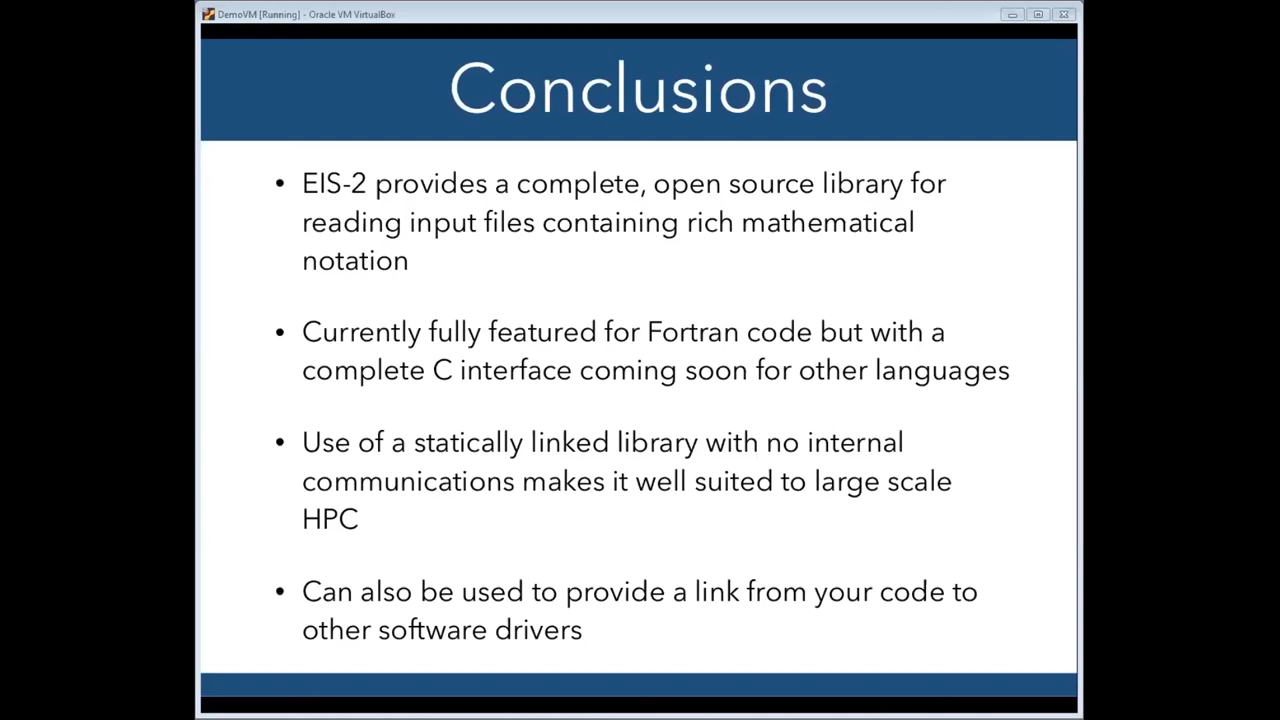 DemoVM [Running] - Oracle VM VirtualBox
Conclusions
• EIS-2 provides a complete, open source library for
reading input files containing rich mathematical
notation
• Currently fully featured for Fortran code but with a
complete C interface coming soon for other languages
• Use of a statically linked library with no internal
communications makes it well suited to large scale
HPC
• Can also be used to provide a link from your code to
other software drivers